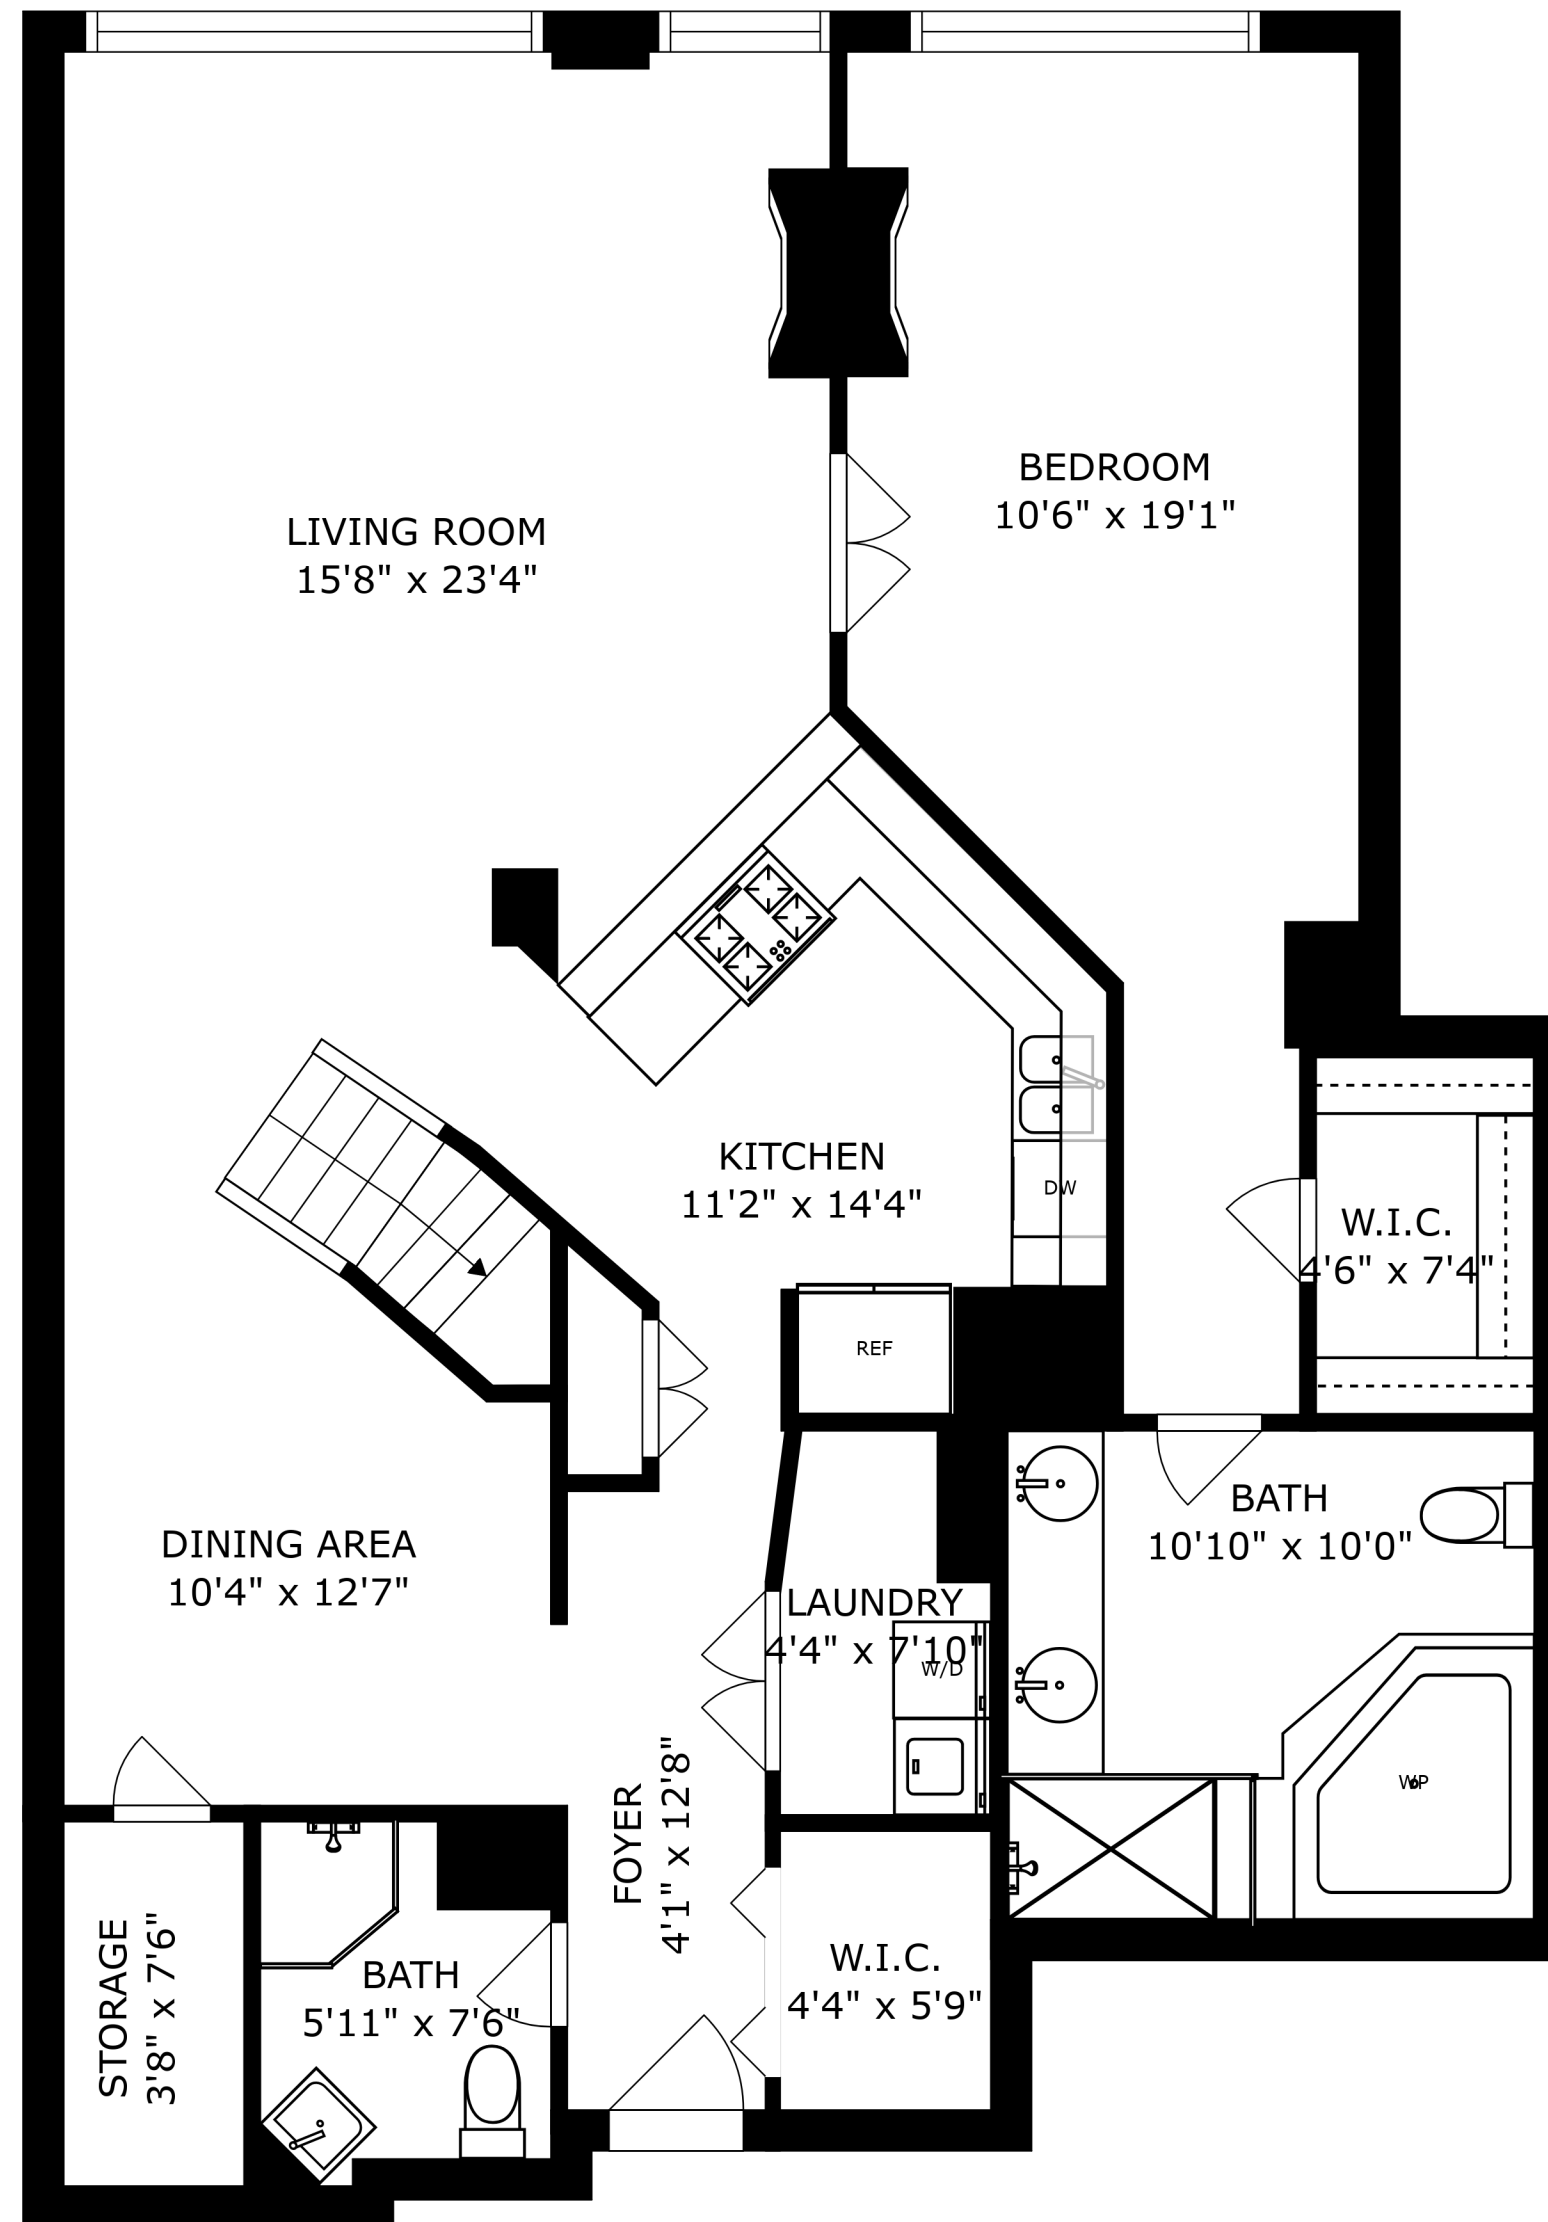 BEDROOM
10'6" x 19'1"
LIVING ROOM
15'8" x 23'4"
KITCHEN
11'2" x 14'4"
DW
W.I.C.
4'6" x 7'4"
REF
BATH
10'10" x 10'0"
DINING AREA
10'4" x 12'7"
LAUNDRY
4'4" x 7'10"
W/D
WP
FOYER
4'1" x 12'8"
STORAGE
3'8" x 7'6"
BATH
5'11" x 7'6"
W.I.C.
4'4" x 5'9"